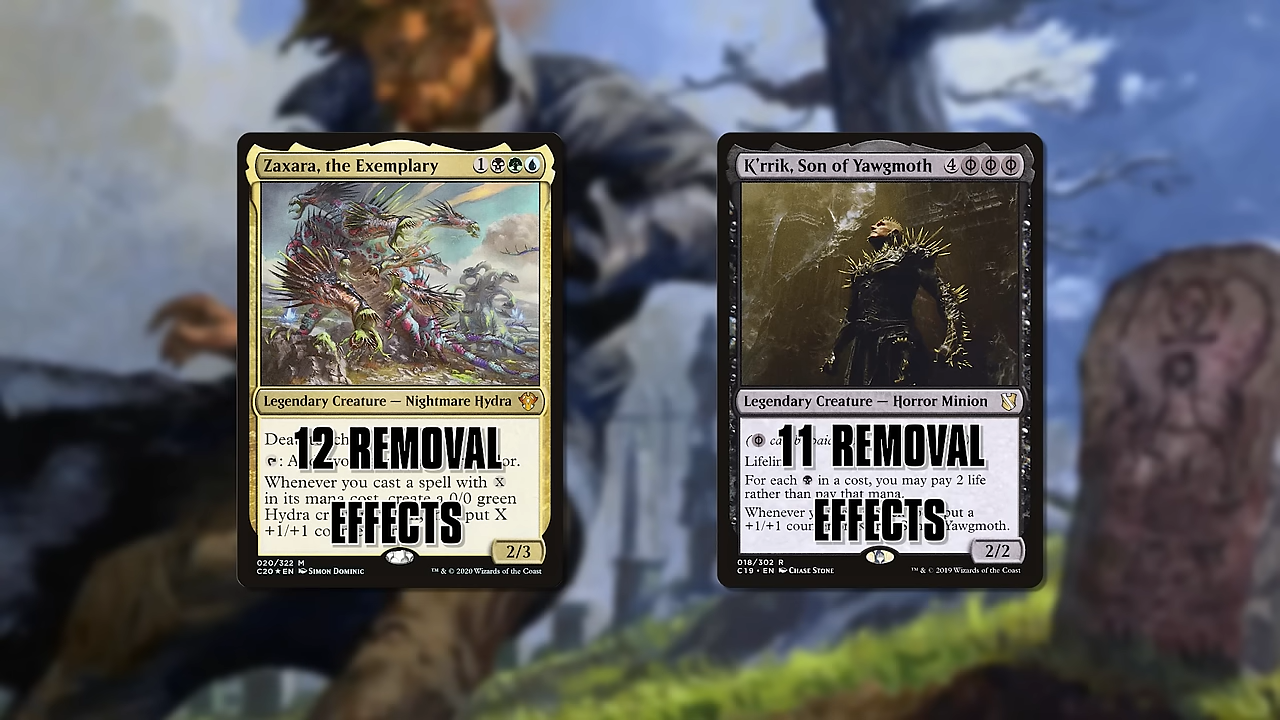 Zaxara, the Exemplary 1
Legendary Creature — Nightmare Hydra
12 REMOVAL
Whenever you cast a spell with X
in its mana cost, create a 0/0 green
Hydra put X
EFFECTS
+1/+1
2/3
020/322 M
C20 ★ EN SIMON DOMINIC
™ & © 2020 Wizards of the Coast
K'rrik, Son of Yawgmoth 4
Legendary Creature — Horror Minion
11 REMOVAL
For each in a cost, you may pay 2 life
rather than pay that mana.
Whenever a
EFFECTS
+1/+1 Yawgmoth.
2/2
018/302 R
C19 • EN CHASE STONE
™ & © 2019 Wizards of the Coast